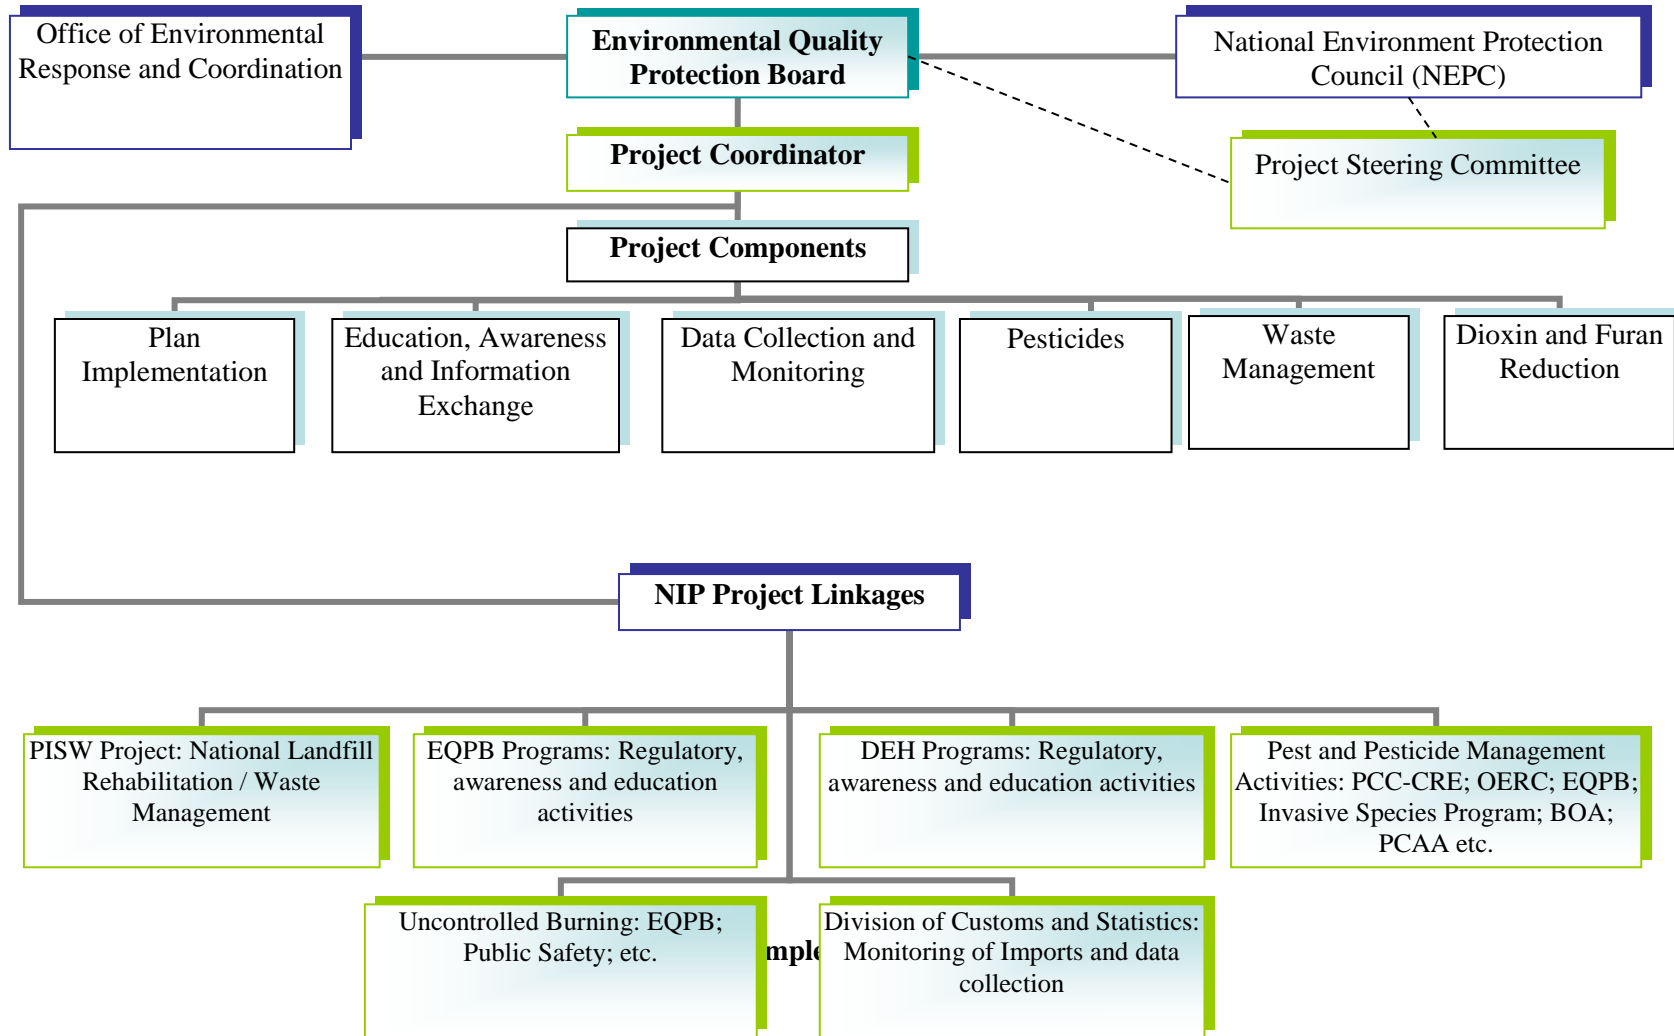 Office of Environmental
Response and Coordination
Environmental Quality
Protection Board
National Environment Protection
Council (NEPC)
Project Coordinator
Project Steering Committee
Project Components
Plan
Implementation
Education, Awareness
and Information
Exchange
Data Collection and
Monitoring
Pesticides
Waste
Management
Dioxin and Furan
Reduction
NIP Project Linkages
PISW Project: National Landfill
Rehabilitation / Waste
Management
EQPB Programs: Regulatory,
awareness and education
activities
DEH Programs: Regulatory,
awareness and education activities
Pest and Pesticide Management
Activities: PCC-CRE; OERC; EQPB;
Invasive Species Program; BOA;
PCAA etc.
Uncontrolled Burning: EQPB;
Public Safety; etc.
Division of Customs and Statistics:
Monitoring of Imports and data
collection